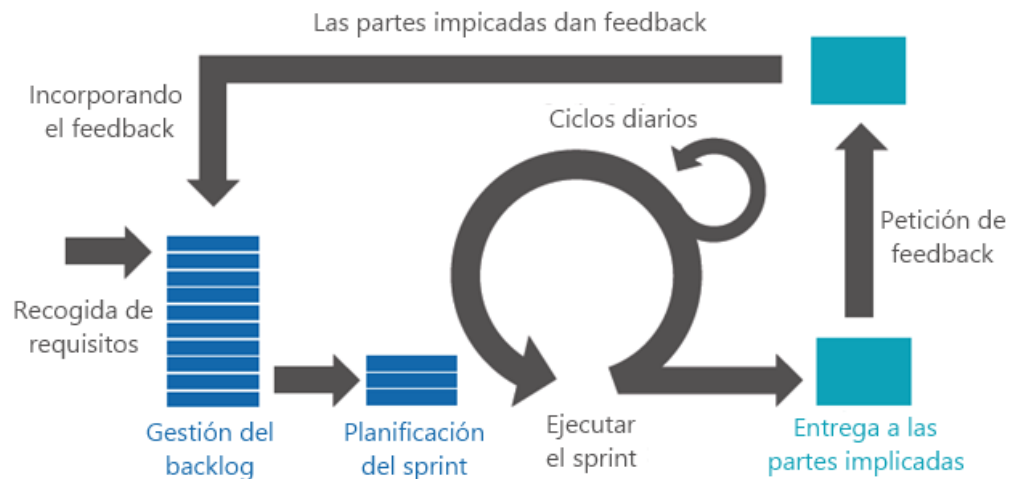 Las partes impicadas dan feedback
Incorporando
el feedback
Ciclos diarios
Petición de
feedback
Recogida de
requisitos
Gestión del
backlog
Planificación
del sprint
Ejecutar
el sprint
Entrega a las
partes implicadas